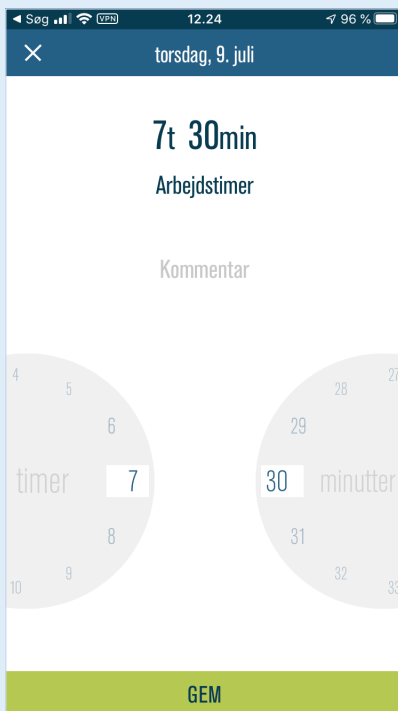 ◀ Søg VPN 12.24 96 %
torsdag, 9. juli
7t 30min
Arbejdstimer
Kommentar
4 27
5 28
6 29
timer 7 30 minutter
8 31
9 32
10 33
GEM